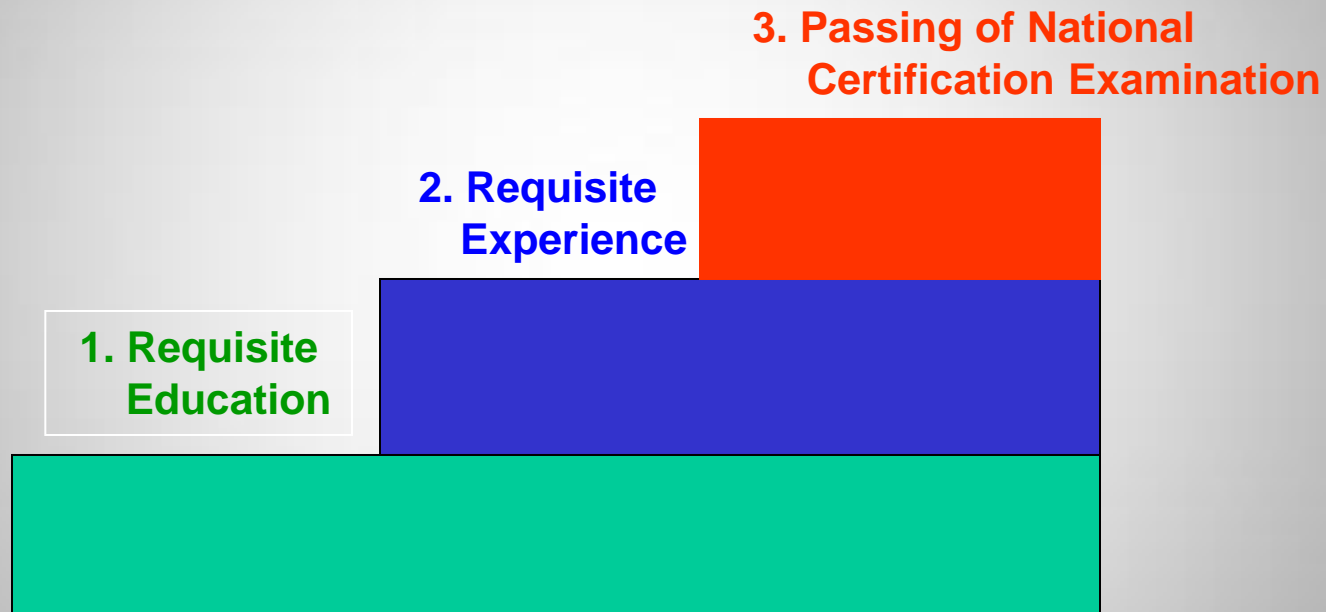 3. Passing of National
Certification Examination
2. Requisite
Experience
1. Requisite
Education